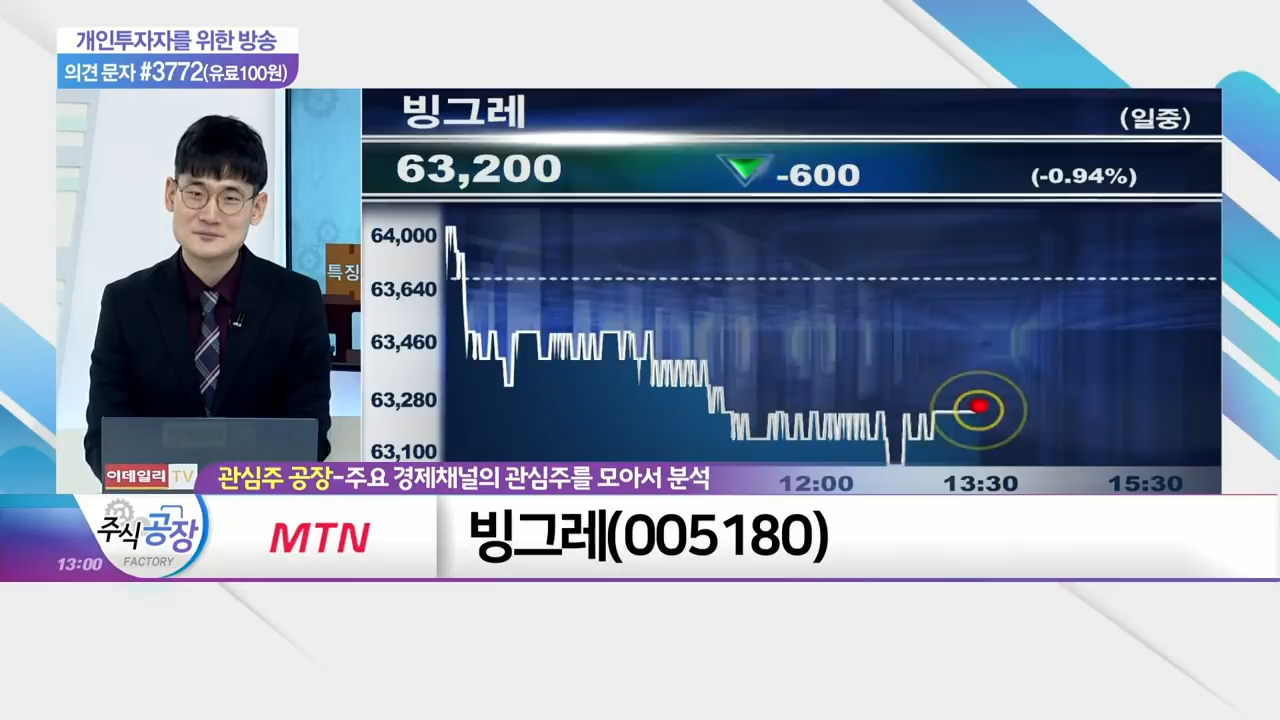 개인투자자를 위한 방송
의견 문자 #3772(유료100원)
빙그레
(일중)
63,200
-600
(-0.94%)
특징
64,000
63,640
63,460
63,280
63,100
12:00
13:30
15:30
이데일리 TV
관심주 공장-주요 경제채널의 관심주를 모아서 분석
주식공장
FACTORY
13:00
MTN
빙그레(005180)